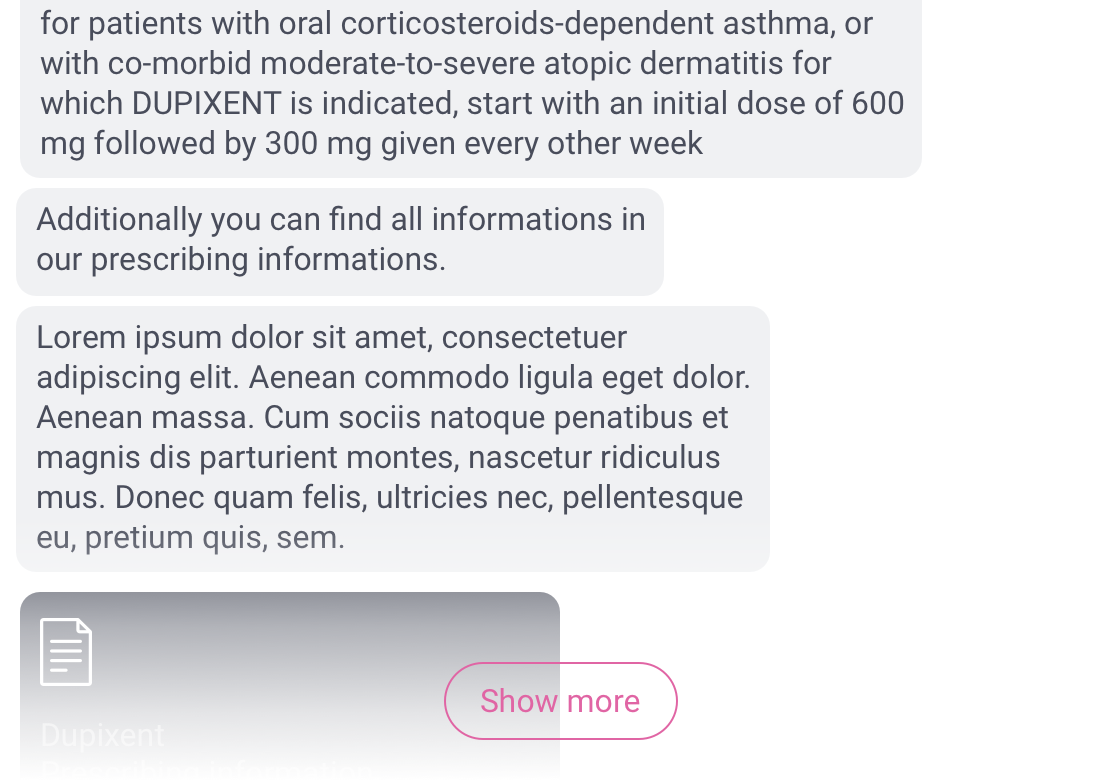 for patients with oral corticosteroids-dependent asthma, or
with co-morbid moderate-to-severe atopic dermatitis for
which DUPIXENT is indicated, start with an initial dose of 600
mg followed by 300 mg given every other week
Additionally you can find all informations in
our prescribing informations.
Lorem ipsum dolor sit amet, consectetuer
adipiscing elit. Aenean commodo ligula eget dolor.
Aenean massa. Cum sociis natoque penatibus et
magnis dis parturient montes, nascetur ridiculus
mus. Donec quam felis, ultricies nec, pellentesque
eu, pretium quis, sem.
Show more
Dupixent
Prescribing information